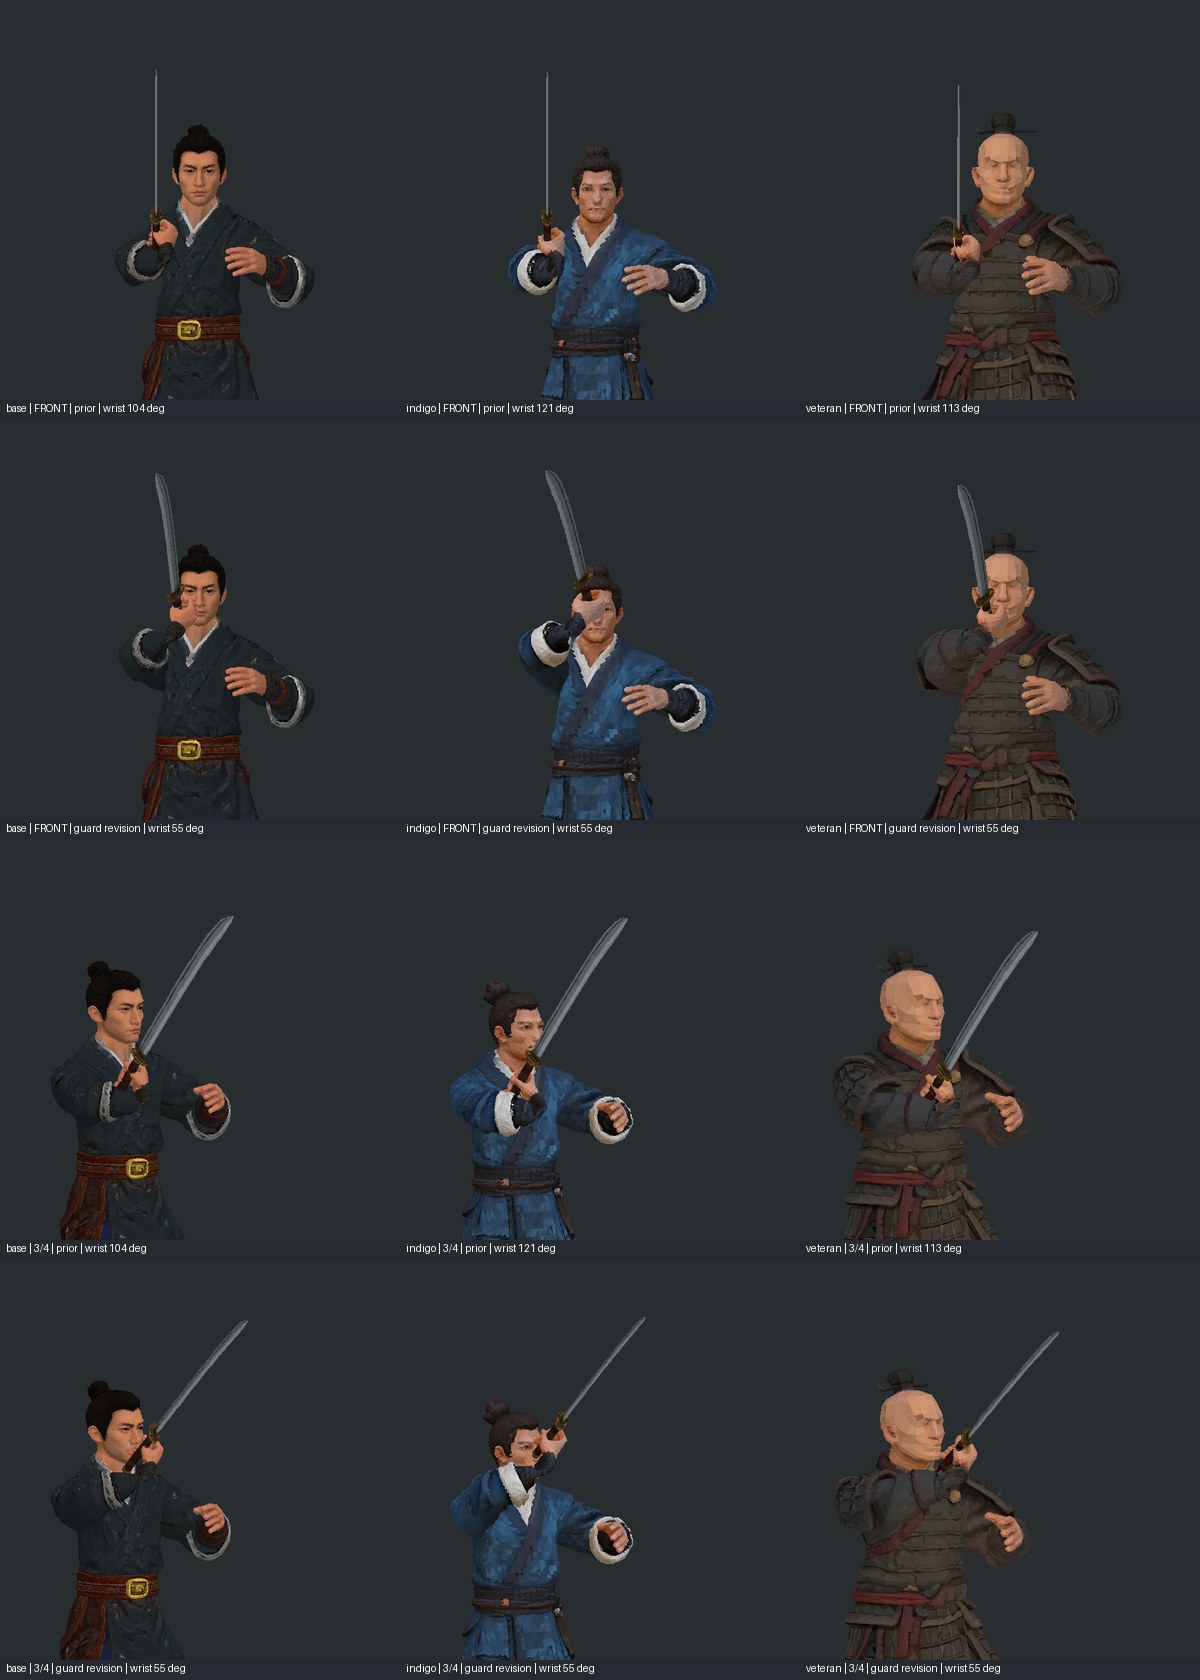 base | FRONT | prior | wrist 104 deg
indigo | FRONT | prior | wrist 121 deg
veteran | FRONT | prior | wrist 113 deg
base | FRONT | guard revision | wrist 55 deg
indigo | FRONT | guard revision | wrist 55 deg
veteran | FRONT | guard revision | wrist 55 deg
base | 3/4 | prior | wrist 104 deg
indigo | 3/4 | prior | wrist 121 deg
veteran | 3/4 | prior | wrist 113 deg
base | 3/4 | guard revision | wrist 55 deg
indigo | 3/4 | guard revision | wrist 55 deg
veteran | 3/4 | guard revision | wrist 55 deg